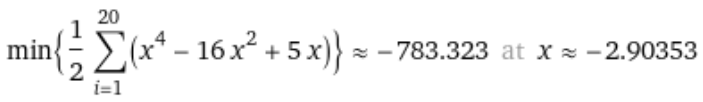 min{1/2 ∑_{i=1}^{20} (x^4 − 16 x^2 + 5 x)} ≈ −783.323 at x ≈ −2.90353